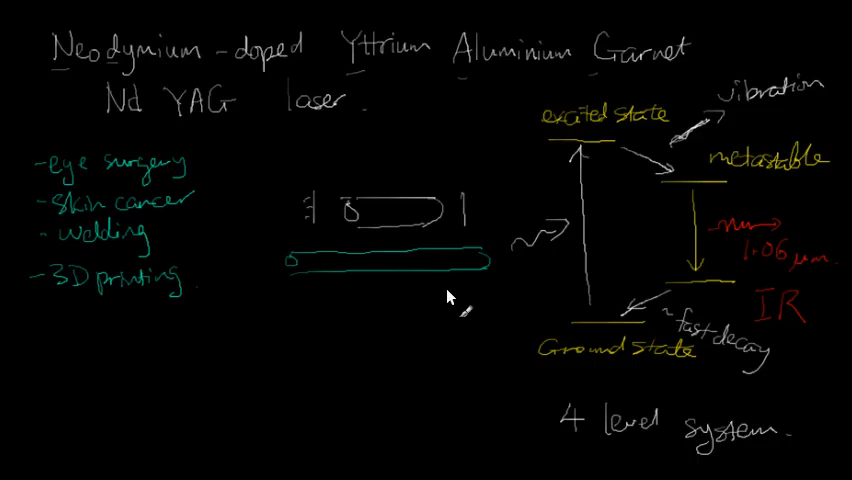 Neodymium-doped Yttrium Aluminium Garnet
Nd YAG laser.
- eye surgery
- skin cancer
- welding
- 3D printing.
vibration
excited state
metastable
1.06 μm.
IR
~ fast decay
Ground state
4 level system.